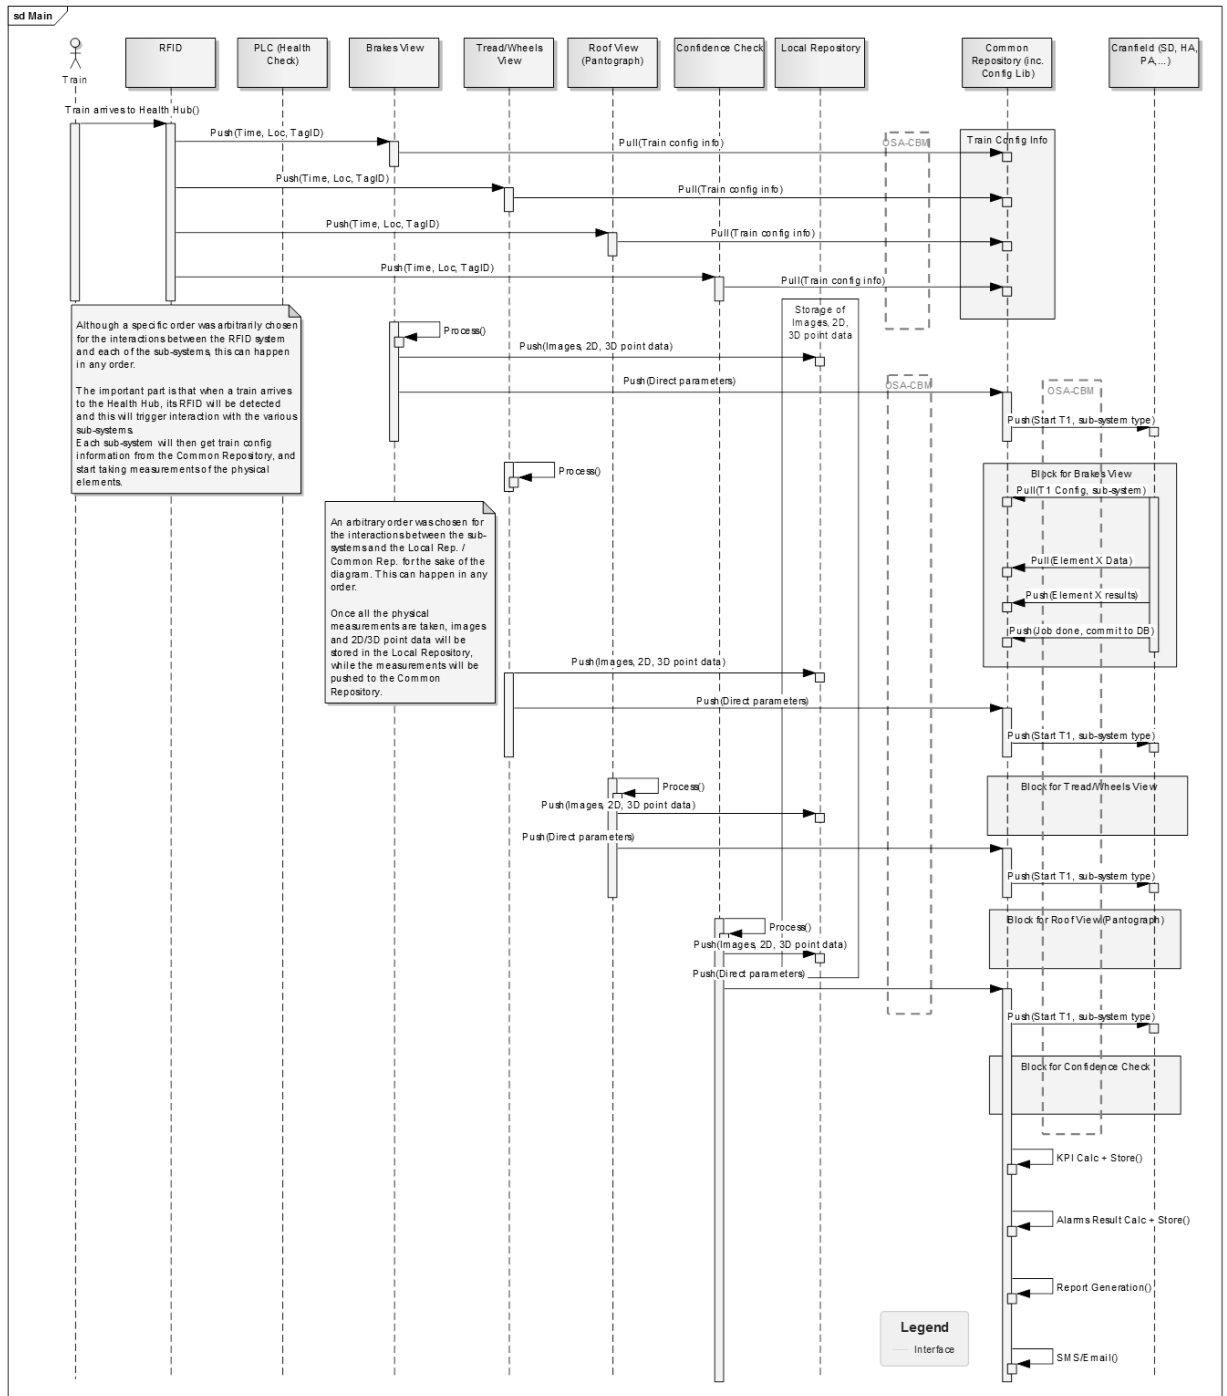 sd Main
Train
RFID
PLC (Health
Check)
Brakes View
Tread/Wheels
View
Roof View
(Pantograph)
Confidence Check
Local Repository
Common
Repository (inc.
Config Lib)
Cranfield (SD, HA,
PA,...)
Train arrives to Health Hub()
Push(Time, Loc, TagID)
Pull(Train config info)
OSA-CBM
Train Config Info
Push(Time, Loc, TagID)
Pull(Train config info)
Push(Time, Loc, TagID)
Pull(Train config info)
Push(Time, Loc, TagID)
Pull(Train config info)
Although a specific order was arbitrarily chosen
for the interactions between the RFID system
and each of the sub-systems, this can happen
in any order.
The important part is that when a train arrives
to the Health Hub, its RFID will be detected
and this will trigger interaction with the various
sub-systems.
Each sub-system will then get train config
information from the Common Repository, and
start taking measurements of the physical
elements.
Storage of
Images, 2D,
3D point data
Process()
Push(Images, 2D, 3D point data)
Push(Direct parameters)
OSA-CBM
OSA-CBM
Push(Start T1, sub-system type)
Process()
Block for Brakes View
Pull(T1 Config, sub-system)
Pull(Element X Data)
Push(Element X results)
Push(Job done, commit to DB)
An arbitrary order was chosen for
the interactions between the sub-
systems and the Local Rep. /
Common Rep. for the sake of the
diagram. This can happen in any
order.
Once all the physical
measurements are taken, images
and 2D/3D point data will be
stored in the Local Repository,
while the measurements will be
pushed to the Common
Repository.
Push(Images, 2D, 3D point data)
Push(Direct parameters)
Push(Start T1, sub-system type)
Process()
Block for Tread/Wheels View
Push(Images, 2D, 3D point data)
Push(Direct parameters)
Push(Start T1, sub-system type)
Block for Roof View (Pantograph)
Process()
Push(Images, 2D, 3D point data)
Push(Direct parameters)
Push(Start T1, sub-system type)
Block for Confidence Check
KPI Calc + Store()
Alarms Result Calc + Store()
Report Generation()
Legend
Interface
SMS/Email()